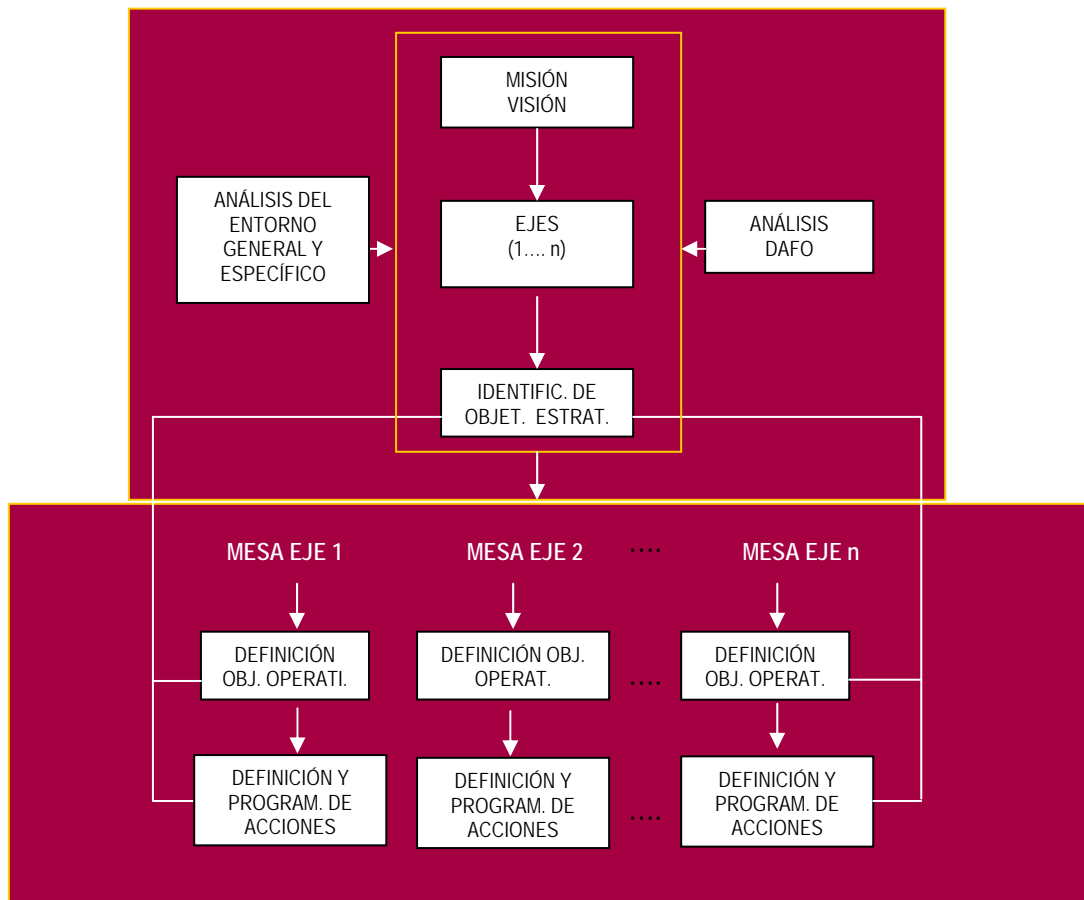 MISIÓN
VISIÓN
ANÁLISIS DEL
ENTORNO
GENERAL Y
ESPECÍFICO
EJES
(1.... n)
ANÁLISIS
DAFO
IDENTIFIC. DE
OBJET. ESTRAT.
MESA EJE 1
MESA EJE 2
....
MESA EJE n
DEFINICIÓN
OBJ. OPERATI.
DEFINICIÓN OBJ.
OPERAT.
....
DEFINICIÓN
OBJ. OPERAT.
DEFINICIÓN Y
PROGRAM. DE
ACCIONES
DEFINICIÓN Y
PROGRAM. DE
ACCIONES
....
DEFINICIÓN Y
PROGRAM. DE
ACCIONES